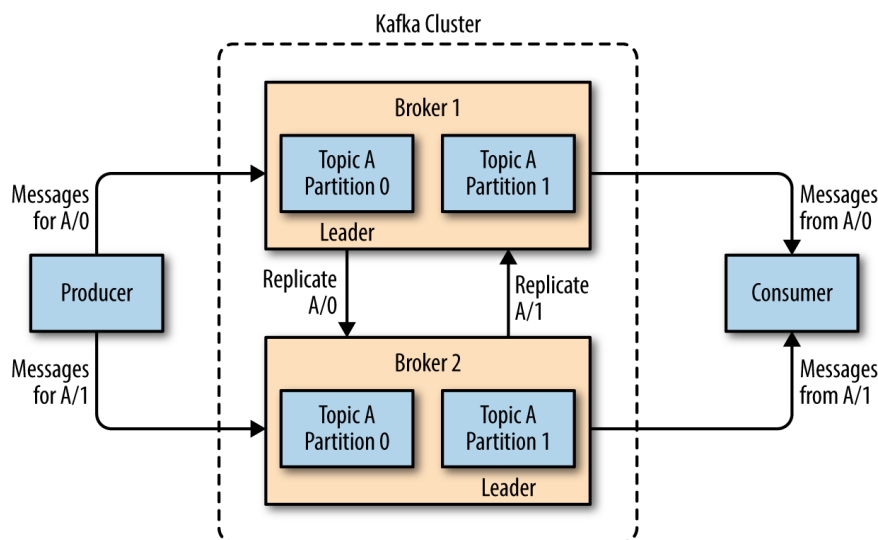 Kafka Cluster
Broker 1
Topic A
Partition 0
Topic A
Partition 1
Leader
Messages
for A/0
Messages
from A/0
Producer
Replicate
A/0
Replicate
A/1
Consumer
Messages
for A/1
Messages
from A/1
Broker 2
Topic A
Partition 0
Topic A
Partition 1
Leader